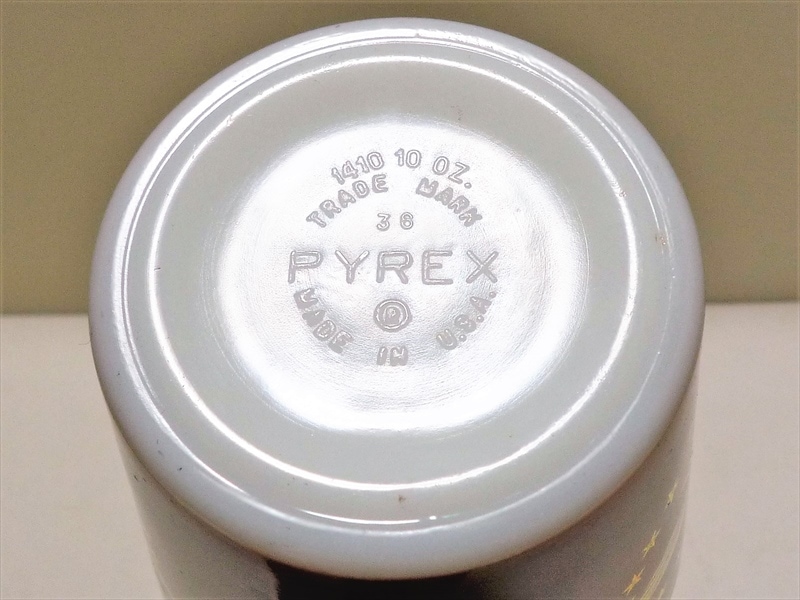 1410 10 OZ.
TRADE MARK
36
PYREX
®
MADE IN U.S.A.